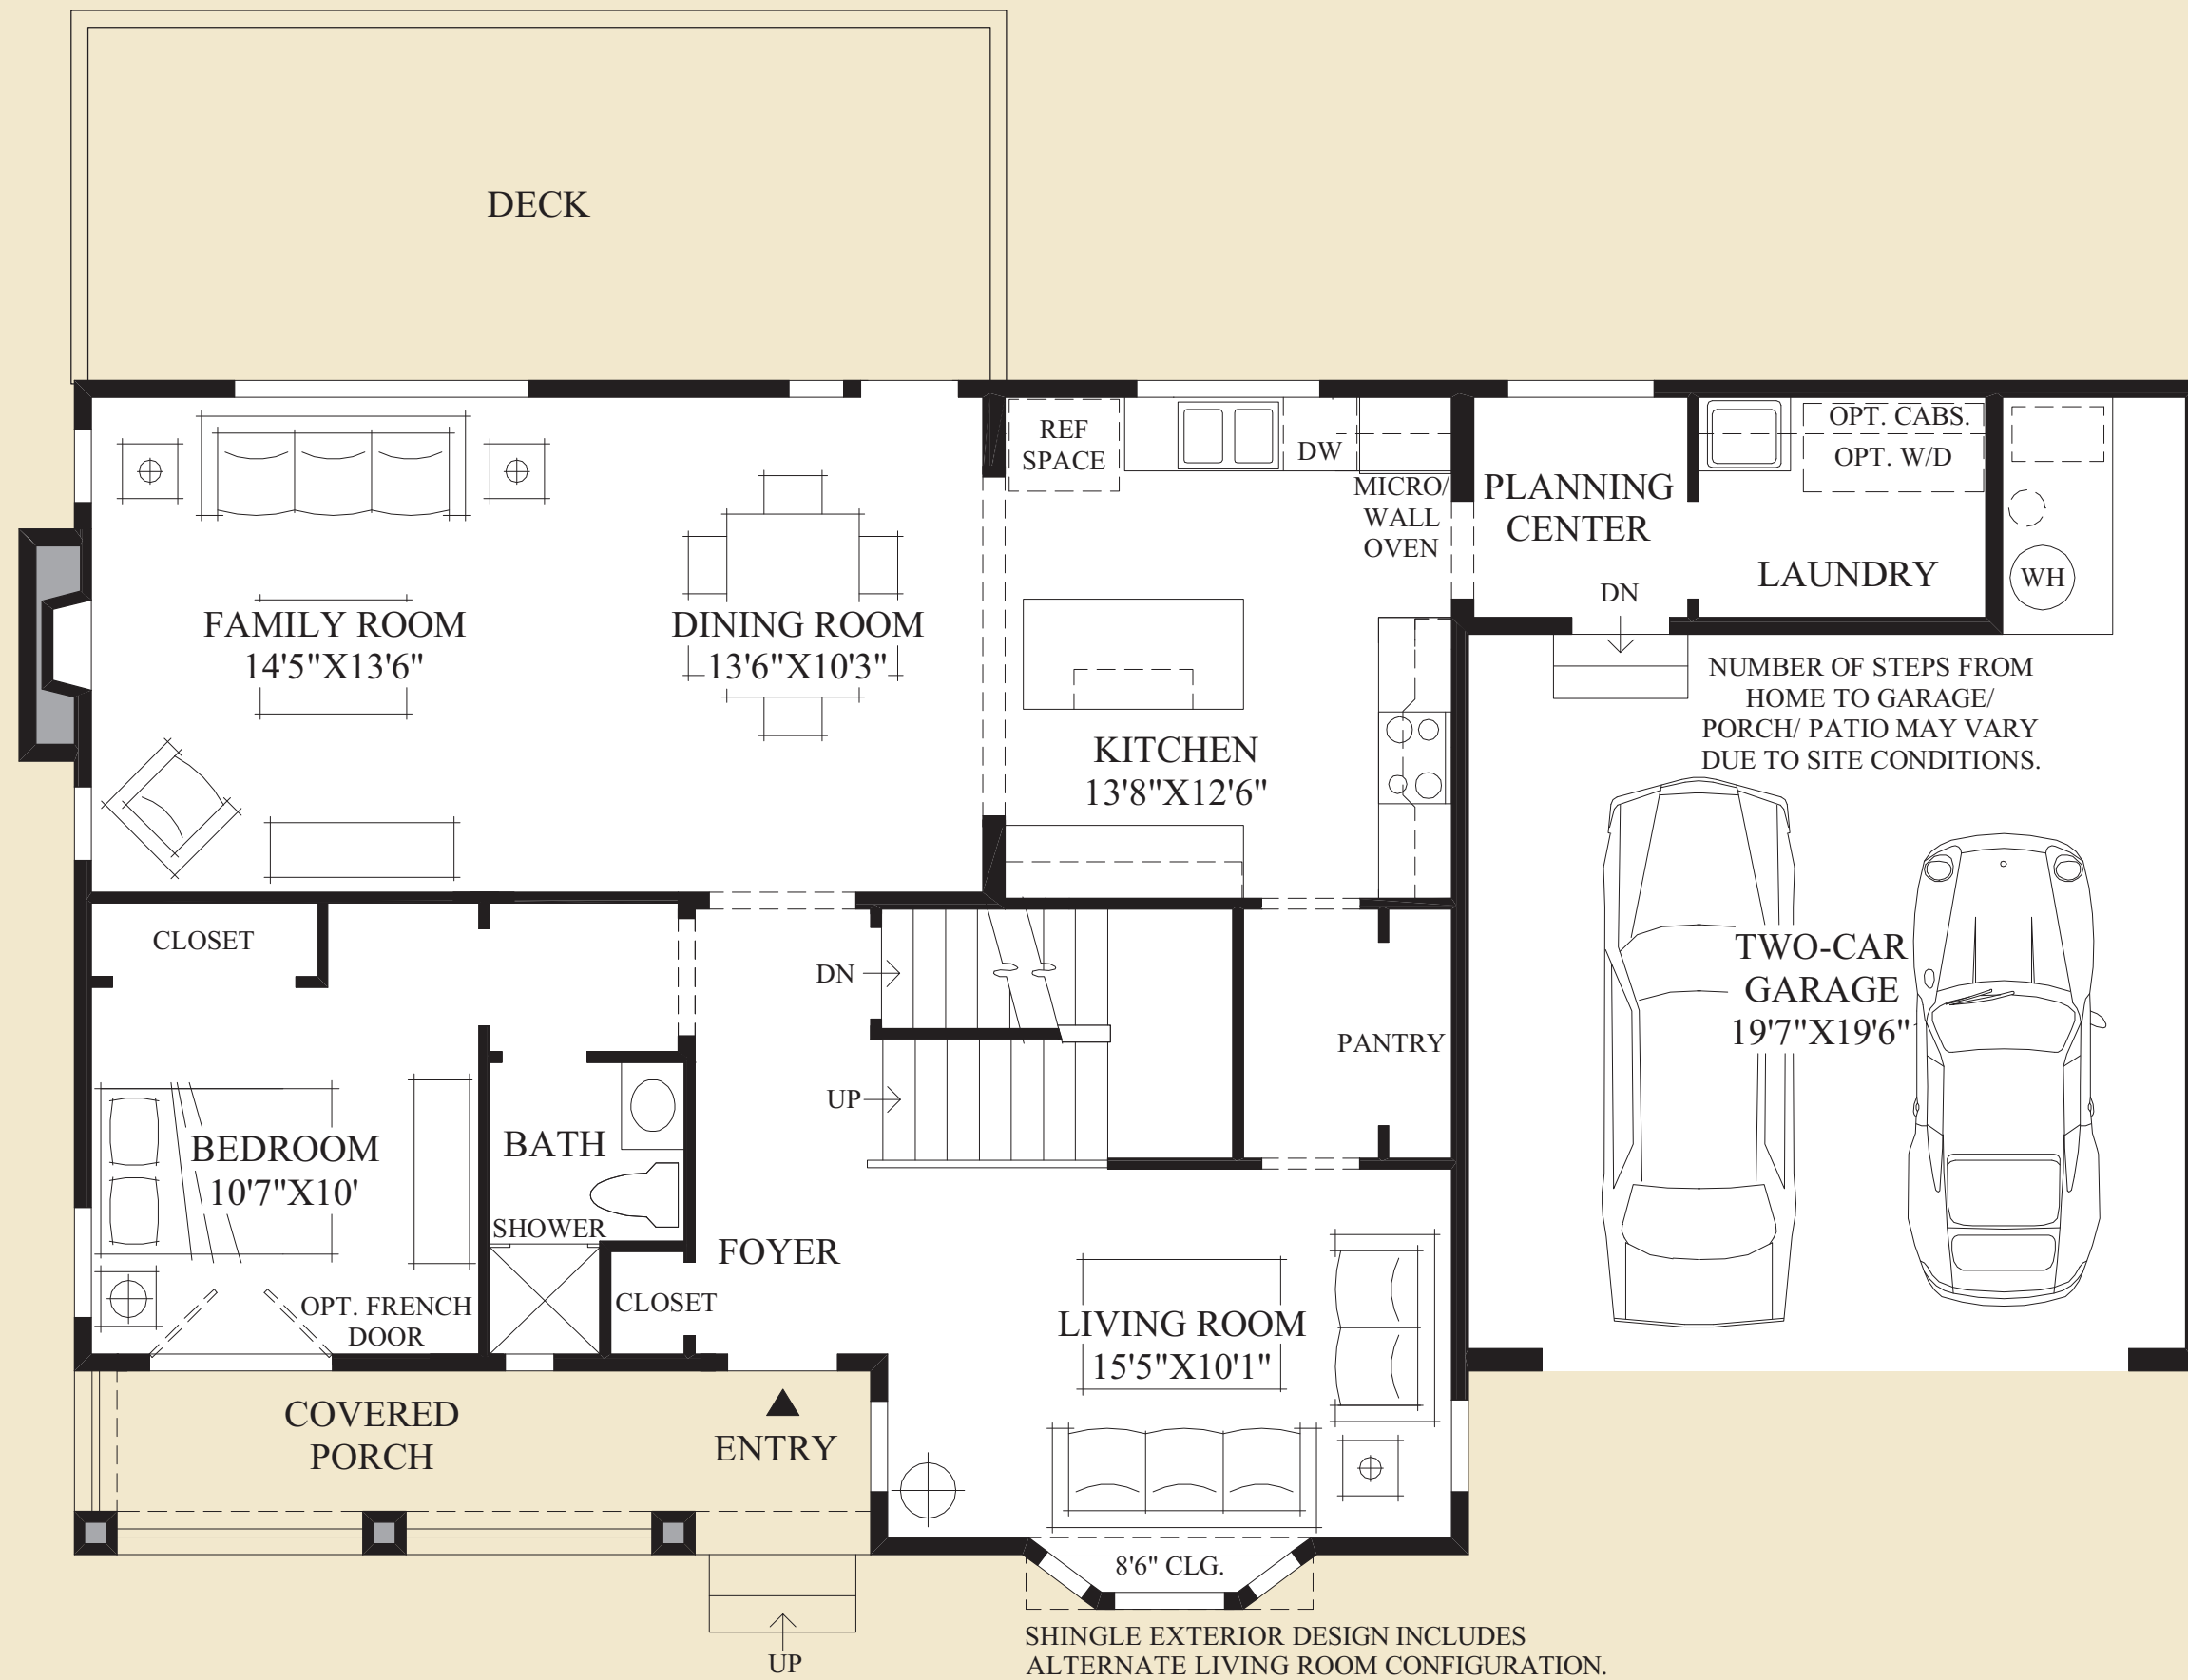 DECK
REF
SPACE
DW
MICRO/
WALL
OVEN
PLANNING
CENTER
OPT. CABS.
OPT. W/D
LAUNDRY
WH
DN
FAMILY ROOM
14'5"X13'6"
DINING ROOM
13'6"X10'3"
KITCHEN
13'8"X12'6"
NUMBER OF STEPS FROM
HOME TO GARAGE/
PORCH/ PATIO MAY VARY
DUE TO SITE CONDITIONS.
CLOSET
DN
UP
PANTRY
TWO-CAR
GARAGE
19'7"X19'6"
BEDROOM
10'7"X10'
BATH
SHOWER
FOYER
CLOSET
OPT. FRENCH
DOOR
LIVING ROOM
15'5"X10'1"
COVERED
PORCH
ENTRY
8'6" CLG.
UP
SHINGLE EXTERIOR DESIGN INCLUDES
ALTERNATE LIVING ROOM CONFIGURATION.